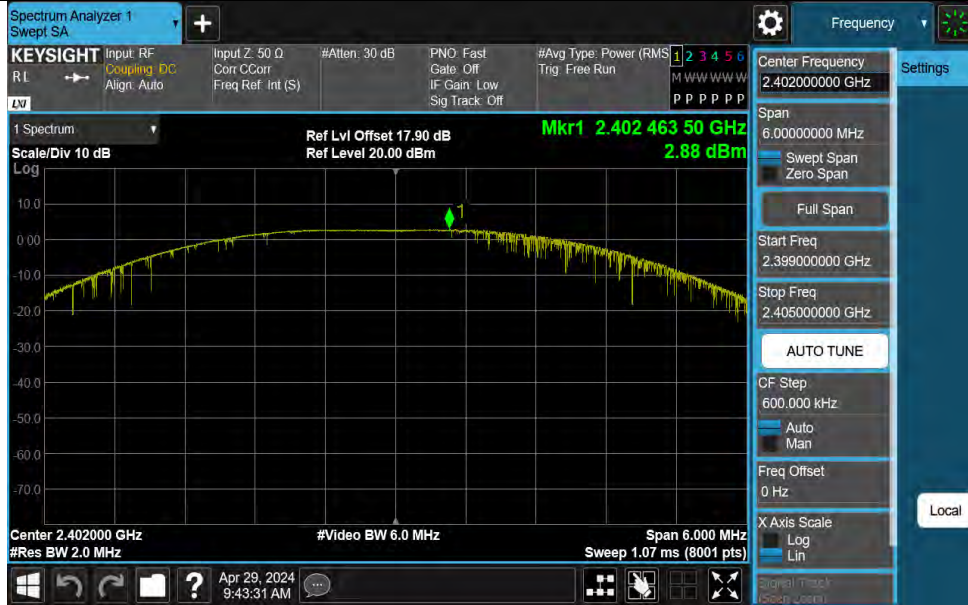 Spectrum Analyzer 1
Swept SA
Frequency
KEYSIGHT
RL
LXI
Input: RF
Coupling: DC
Align: Auto
Input Z: 50 Ω
Corr CCorr
Freq Ref: Int (S)
#Atten: 30 dB
PNO: Fast
Gate: Off
IF Gain: Low
Sig Track: Off
#Avg Type: Power (RMS
Trig: Free Run
1 2 3 4 5 6
M W W W W W
P P P P P P
1 Spectrum
Scale/Div 10 dB
Ref Lvl Offset 17.90 dB
Ref Level 20.00 dBm
Mkr1 2.402 463 50 GHz
2.88 dBm
Log
10.0
0.00
-10.0
-20.0
-30.0
-40.0
-50.0
-60.0
-70.0
1
Center 2.402000 GHz
#Res BW 2.0 MHz
#Video BW 6.0 MHz
Span 6.000 MHz
Sweep 1.07 ms (8001 pts)
Center Frequency
2.402000000 GHz
Span
6.00000000 MHz
Swept Span
Zero Span
Full Span
Start Freq
2.399000000 GHz
Stop Freq
2.405000000 GHz
AUTO TUNE
CF Step
600.000 kHz
Auto
Man
Freq Offset
0 Hz
X Axis Scale
Log
Lin
Signal Track
(Span Zoom)
Settings
Local
?
Apr 29, 2024
9:43:31 AM